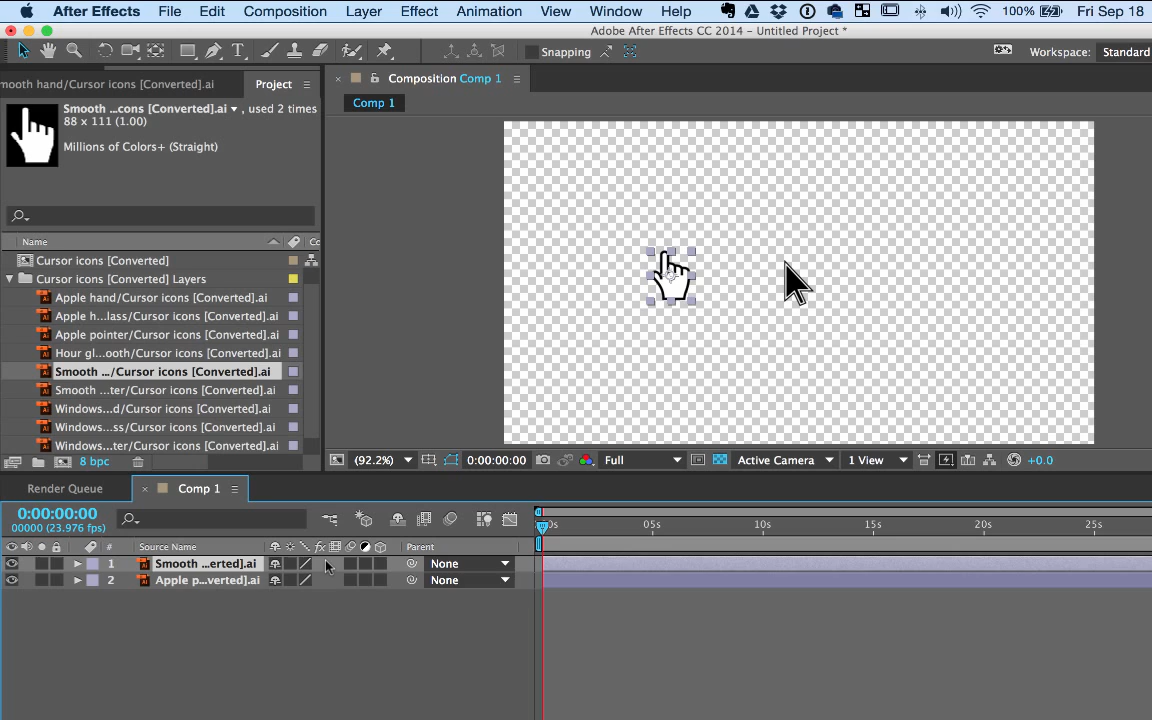 After Effects File Edit Composition Layer Effect Animation View Window Help 100% Fri Sep 18
Adobe After Effects CC 2014 - Untitled Project *
Snapping Workspace: Standard
mooth hand/Cursor icons [Converted].ai Project
Composition Comp 1
Comp 1
Smooth ...cons [Converted].ai , used 2 times
88 x 111 (1.00)
Millions of Colors+ (Straight)
Name Co
Cursor icons [Converted]
Cursor icons [Converted] Layers
Apple hand/Cursor icons [Converted].ai
Apple h...lass/Cursor icons [Converted].ai
Apple pointer/Cursor icons [Converted].ai
Hour gl...ooth/Cursor icons [Converted].ai
Smooth .../Cursor icons [Converted].ai
Smooth ...ter/Cursor icons [Converted].ai
Windows...d/Cursor icons [Converted].ai
Windows...ss/Cursor icons [Converted].ai
Windows...ter/Cursor icons [Converted].ai
8 bpc
(92.2%) 0:00:00:00 Full Active Camera 1 View +0.0
Render Queue Comp 1
0:00:00:00
00000 (23.976 fps)
0s 05s 10s 15s 20s 25s
# Source Name fx Parent
1 Smooth ...erted].ai None
2 Apple p...verted].ai None